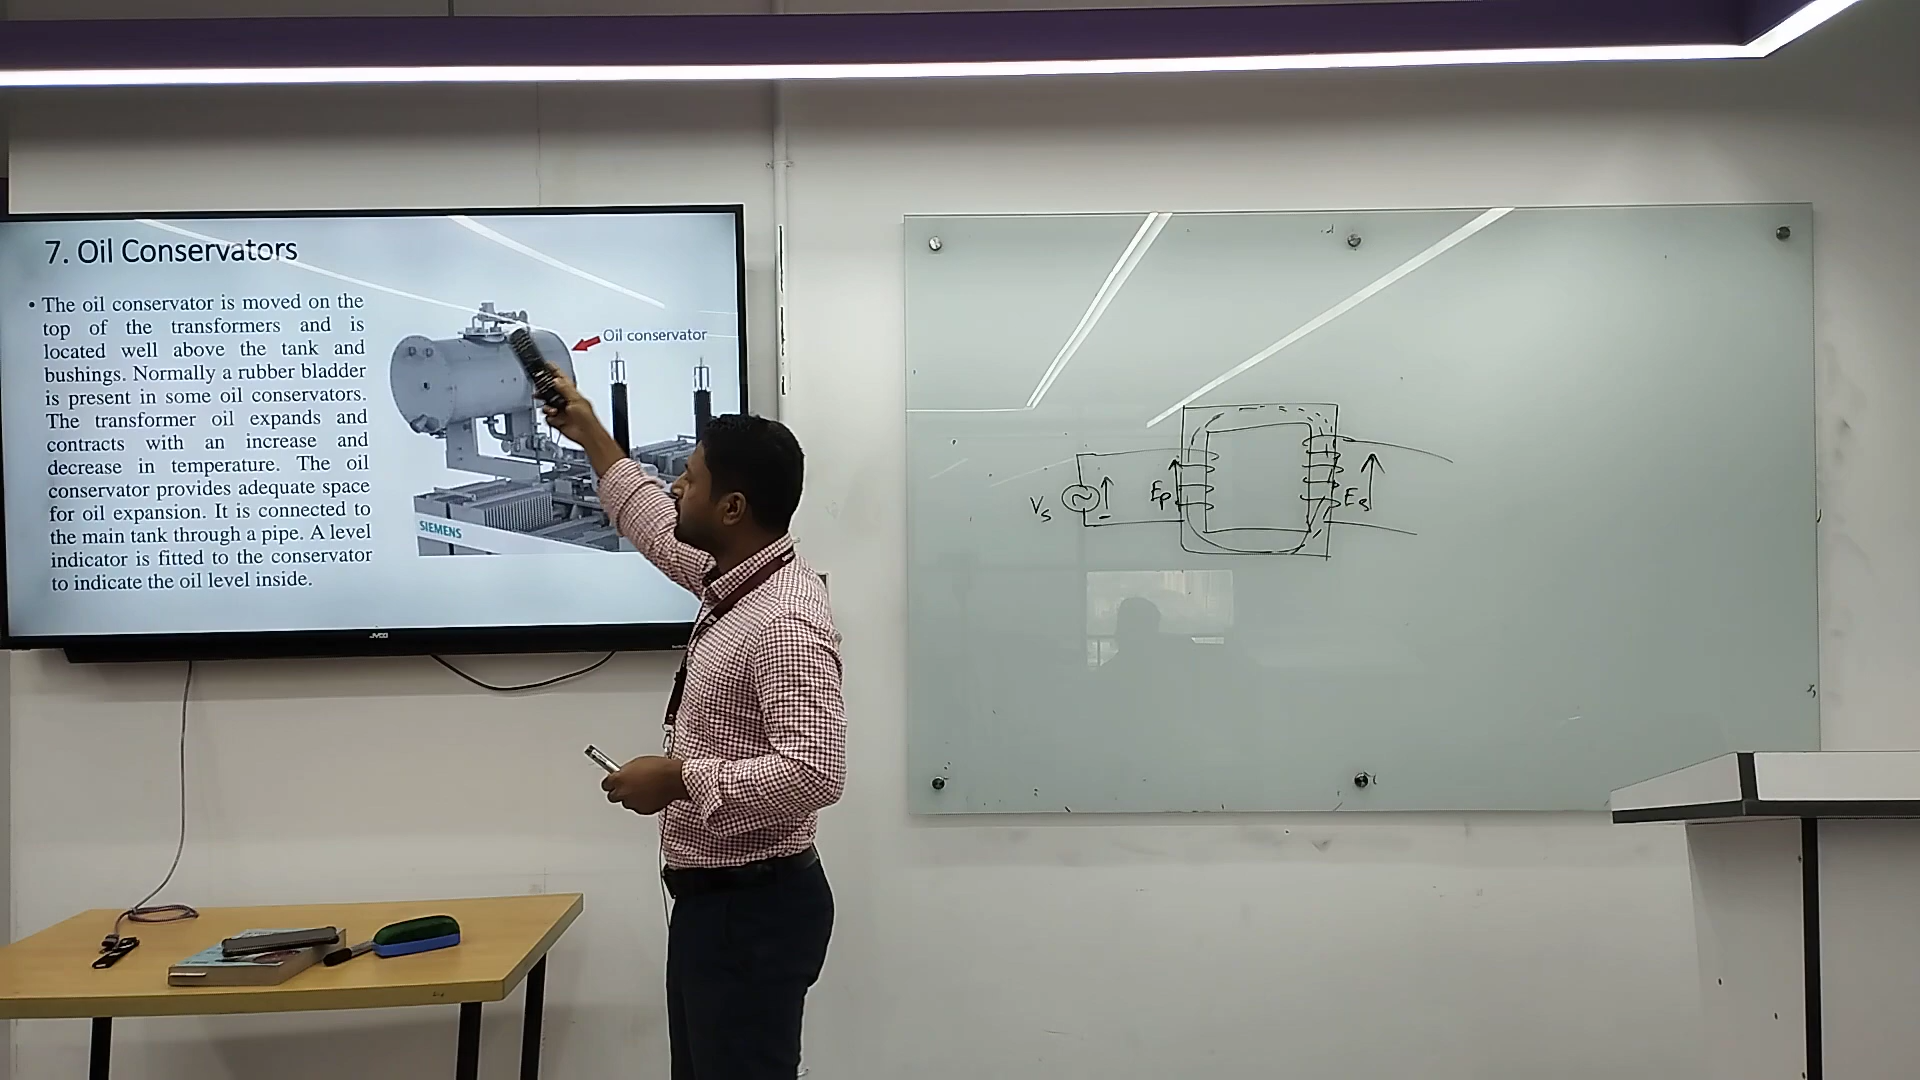 7. Oil Conservators
• The oil conservator is moved on the
top of the transformers and is
located well above the tank and
bushings. Normally a rubber bladder
is present in some oil conservators.
The transformer oil expands and
contracts with an increase and
decrease in temperature. The oil
conservator provides adequate space
for oil expansion. It is connected to
the main tank through a pipe. A level
indicator is fitted to the conservator
to indicate the oil level inside.
Oil conservator
SIEMENS
JVCO
Vs
Ep
Es